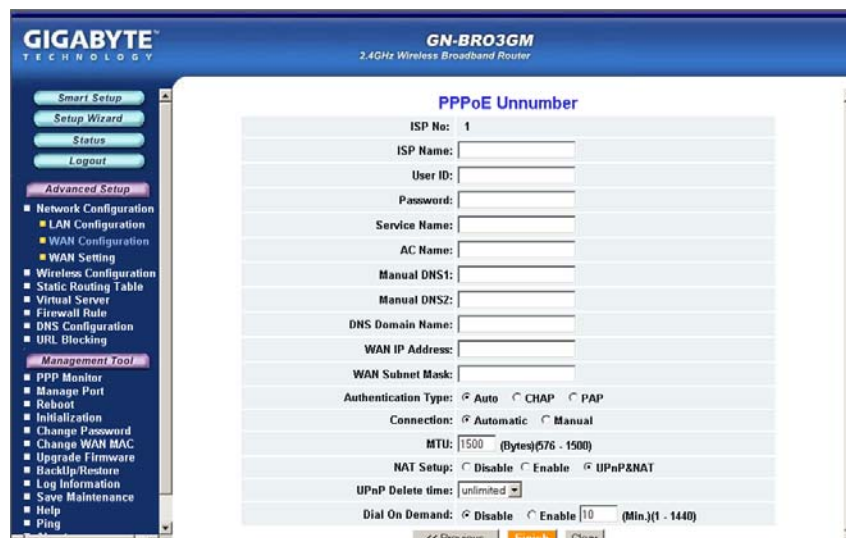 GIGABYTE™
TECHNOLOGY
GN-BR03GM
2.4GHz Wireless Broadband Router
Smart Setup
Setup Wizard
Status
Logout
Advanced Setup
Network Configuration
LAN Configuration
WAN Configuration
WAN Setting
Wireless Configuration
Static Routing Table
Virtual Server
Firewall Rule
DNS Configuration
URL Blocking
Management Tool
PPP Monitor
Manage Port
Reboot
Initialization
Change Password
Change WAN MAC
Upgrade Firmware
BackUp/Restore
Log Information
Save Maintenance
Help
Ping
PPPoE Unnumber
ISP No: 1
ISP Name:
User ID:
Password:
Service Name:
AC Name:
Manual DNS1:
Manual DNS2:
DNS Domain Name:
WAN IP Address:
WAN Subnet Mask:
Authentication Type: Auto CHAP PAP
Connection: Automatic Manual
MTU: 1500 (Bytes)(576 - 1500)
NAT Setup: Disable Enable UPnP&NAT
UPnP Delete time: unlimited
Dial On Demand: Disable Enable 10 (Min.)(1 - 1440)
<< Previous Finish Clear